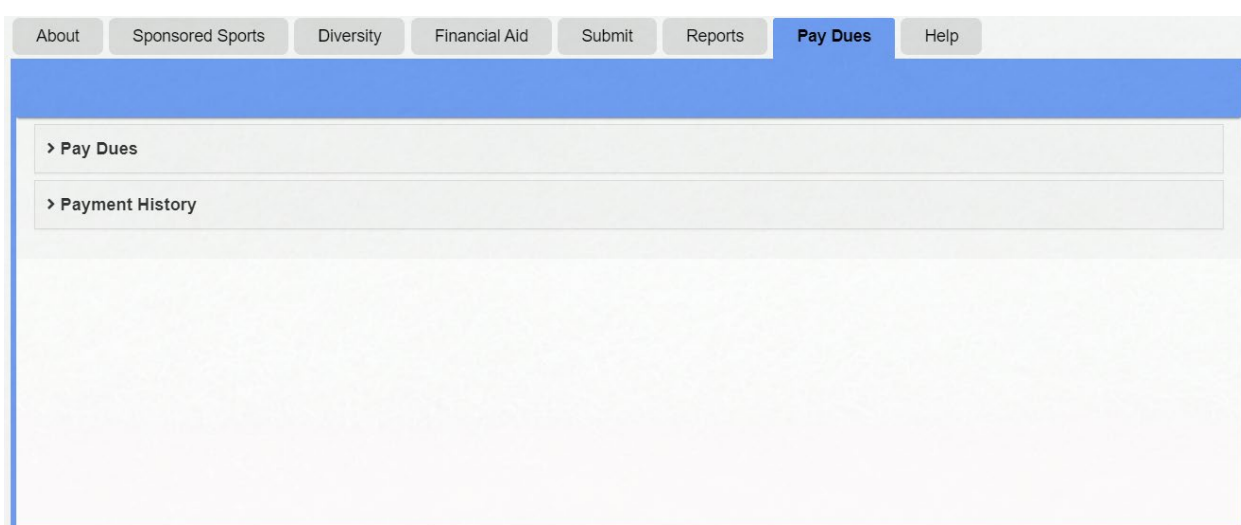 About Sponsored Sports Diversity Financial Aid Submit Reports Pay Dues Help
Pay Dues
Payment History